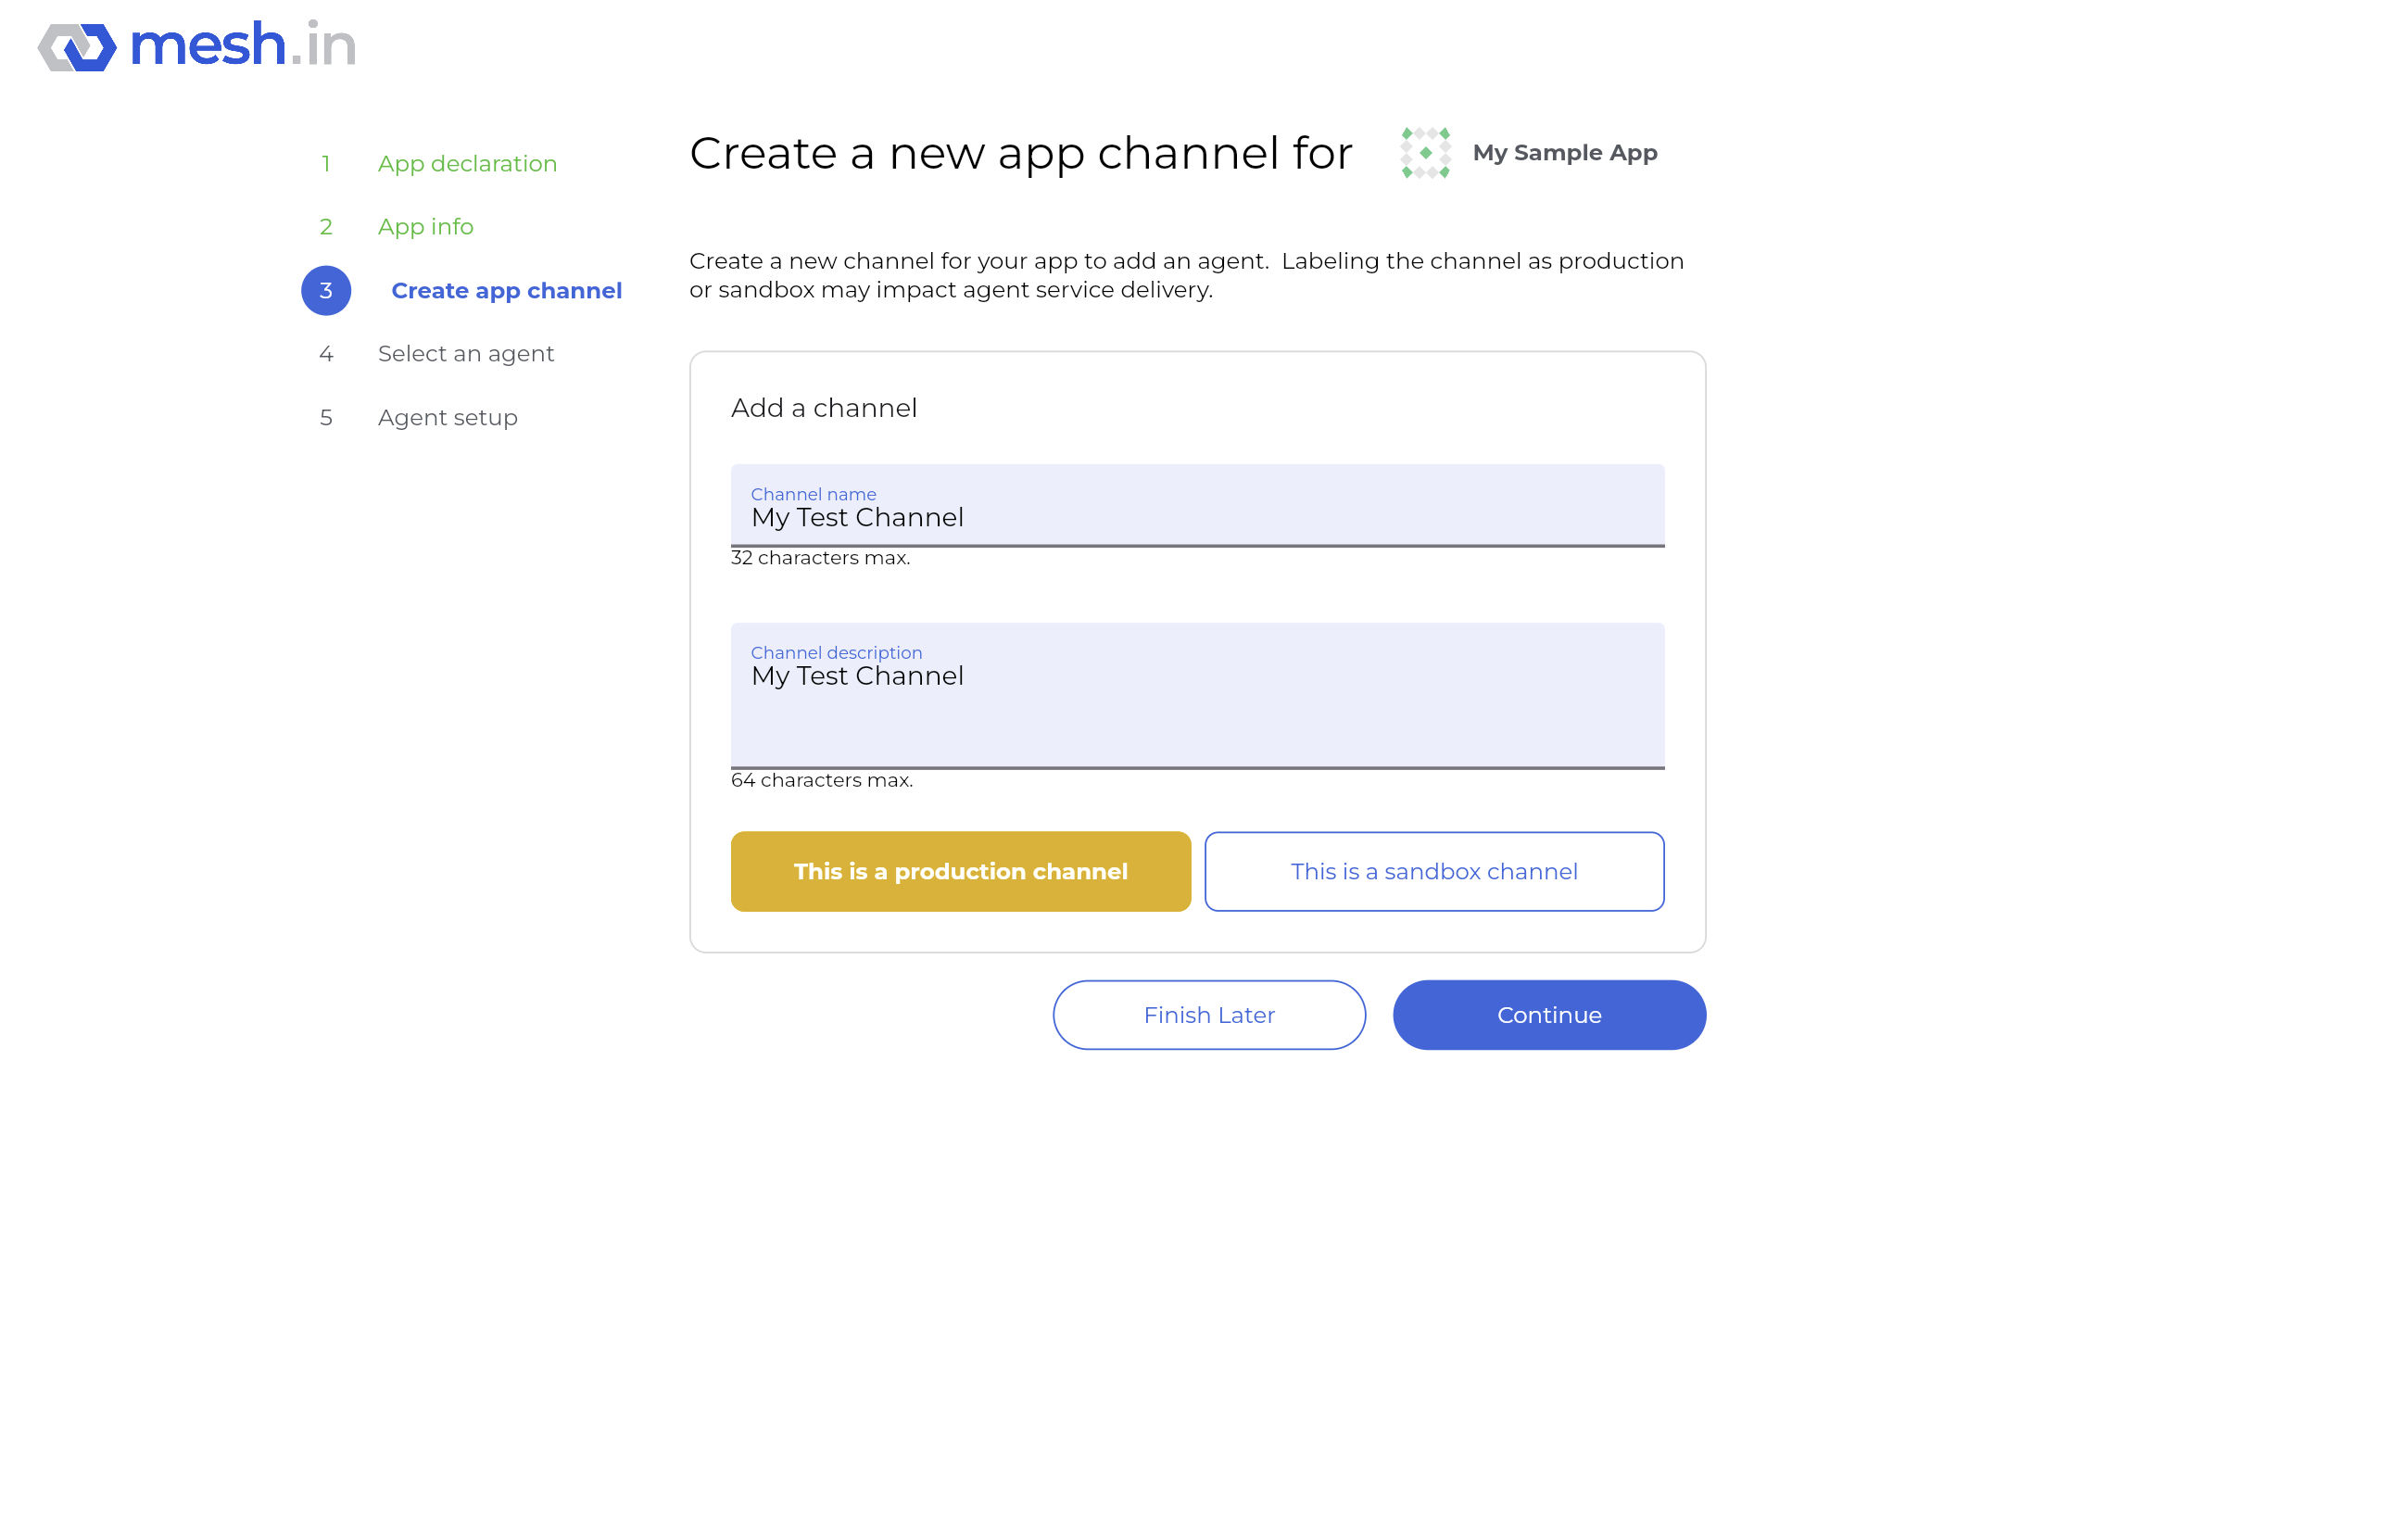 mesh.in
1 App declaration
2 App info
3 Create app channel
4 Select an agent
5 Agent setup
Create a new app channel for My Sample App
Create a new channel for your app to add an agent.  Labeling the channel as production
or sandbox may impact agent service delivery.
Add a channel
Channel name
My Test Channel
32 characters max.
Channel description
My Test Channel
64 characters max.
This is a production channel This is a sandbox channel
Finish Later Continue